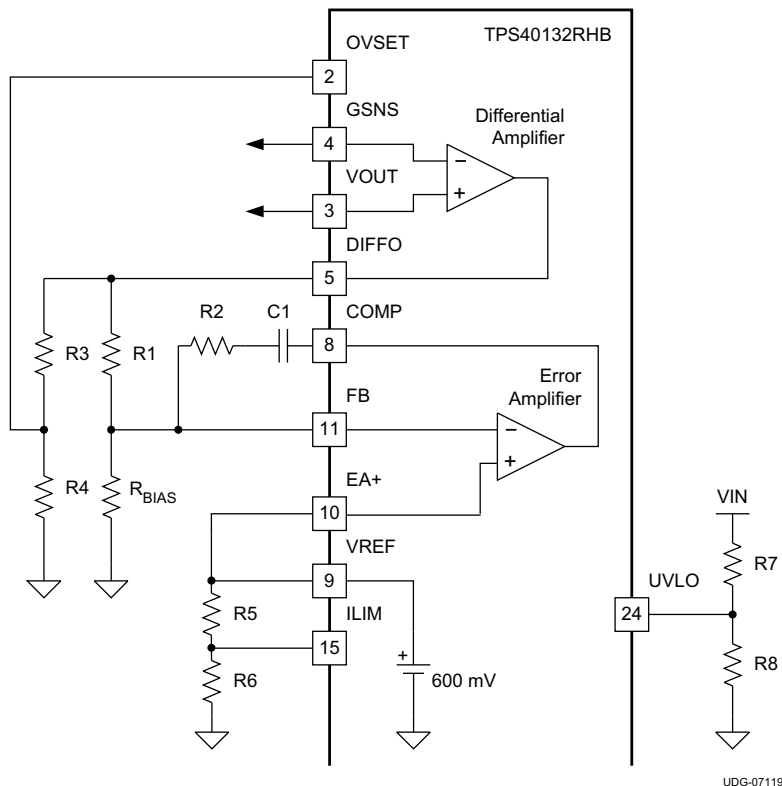 OVSET
TPS40132RHB
2
GSNS
Differential
Amplifier
4
−
VOUT
+
3
DIFFO
5
R2
C1
COMP
8
R3
R1
FB
Error
Amplifier
11
−
+
R4
RBIAS
EA+
10
VIN
VREF
R7
9
UVLO
R5
ILIM
24
15
+
R6
600 mV
R8
UDG-07119